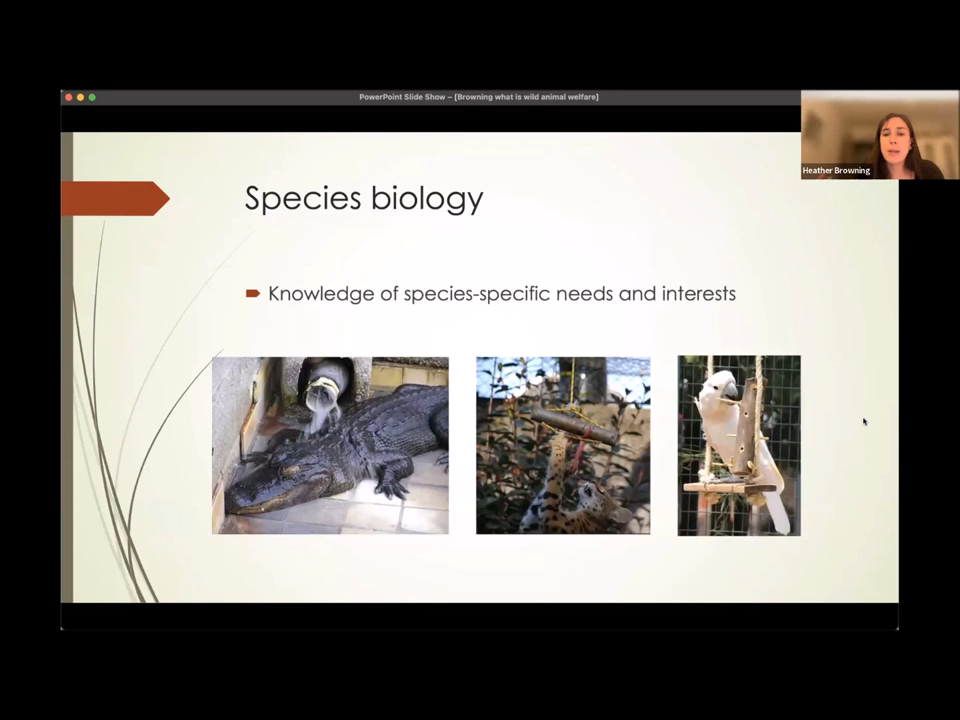 PowerPoint Slide Show – [Browning what is wild animal welfare]
Heather Browning
Species biology
Knowledge of species-specific needs and interests